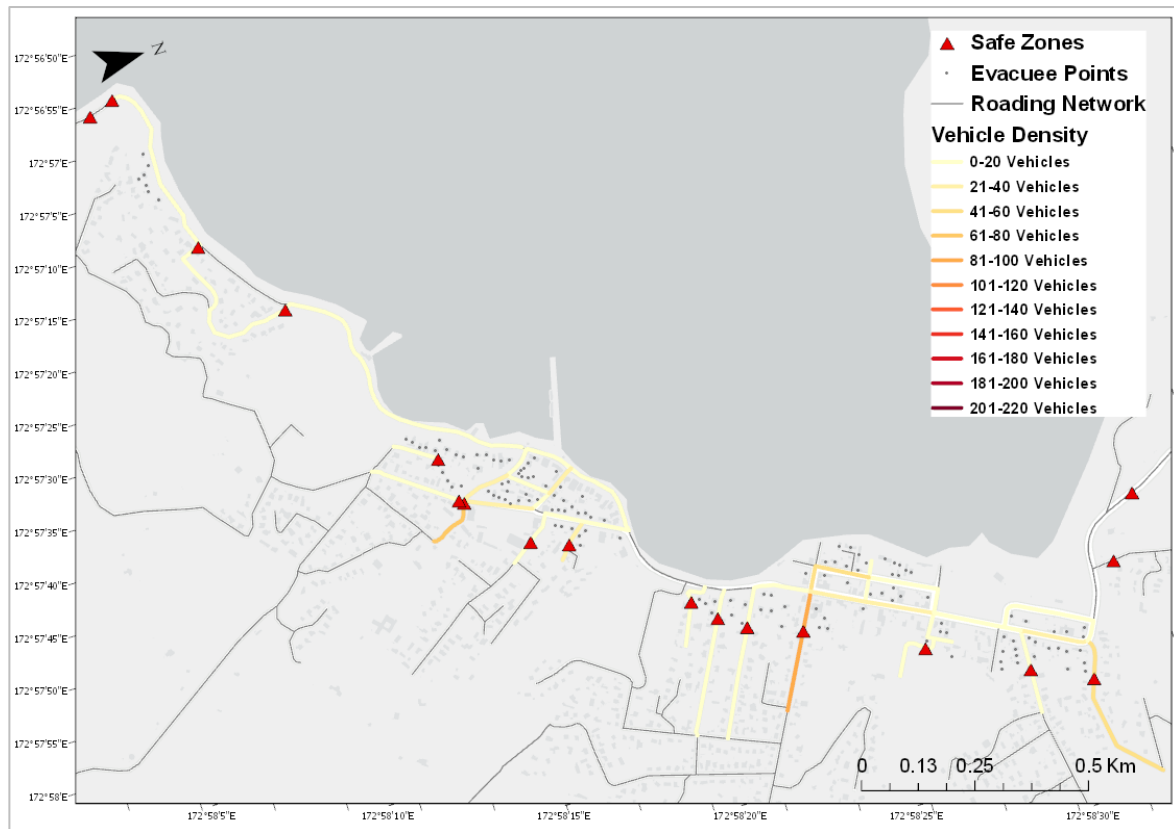 N
Safe Zones
Evacuee Points
Roading Network
Vehicle Density
0-20 Vehicles
21-40 Vehicles
41-60 Vehicles
61-80 Vehicles
81-100 Vehicles
101-120 Vehicles
121-140 Vehicles
141-160 Vehicles
161-180 Vehicles
181-200 Vehicles
201-220 Vehicles
172°56'50"E
172°56'55"E
172°57'E
172°57'5"E
172°57'10"E
172°57'15"E
172°57'20"E
172°57'25"E
172°57'30"E
172°57'35"E
172°57'40"E
172°57'45"E
172°57'50"E
172°57'55"E
172°58'E
0 0.13 0.25 0.5 Km
172°58'5"E 172°58'10"E 172°58'15"E 172°58'20"E 172°58'25"E 172°58'30"E